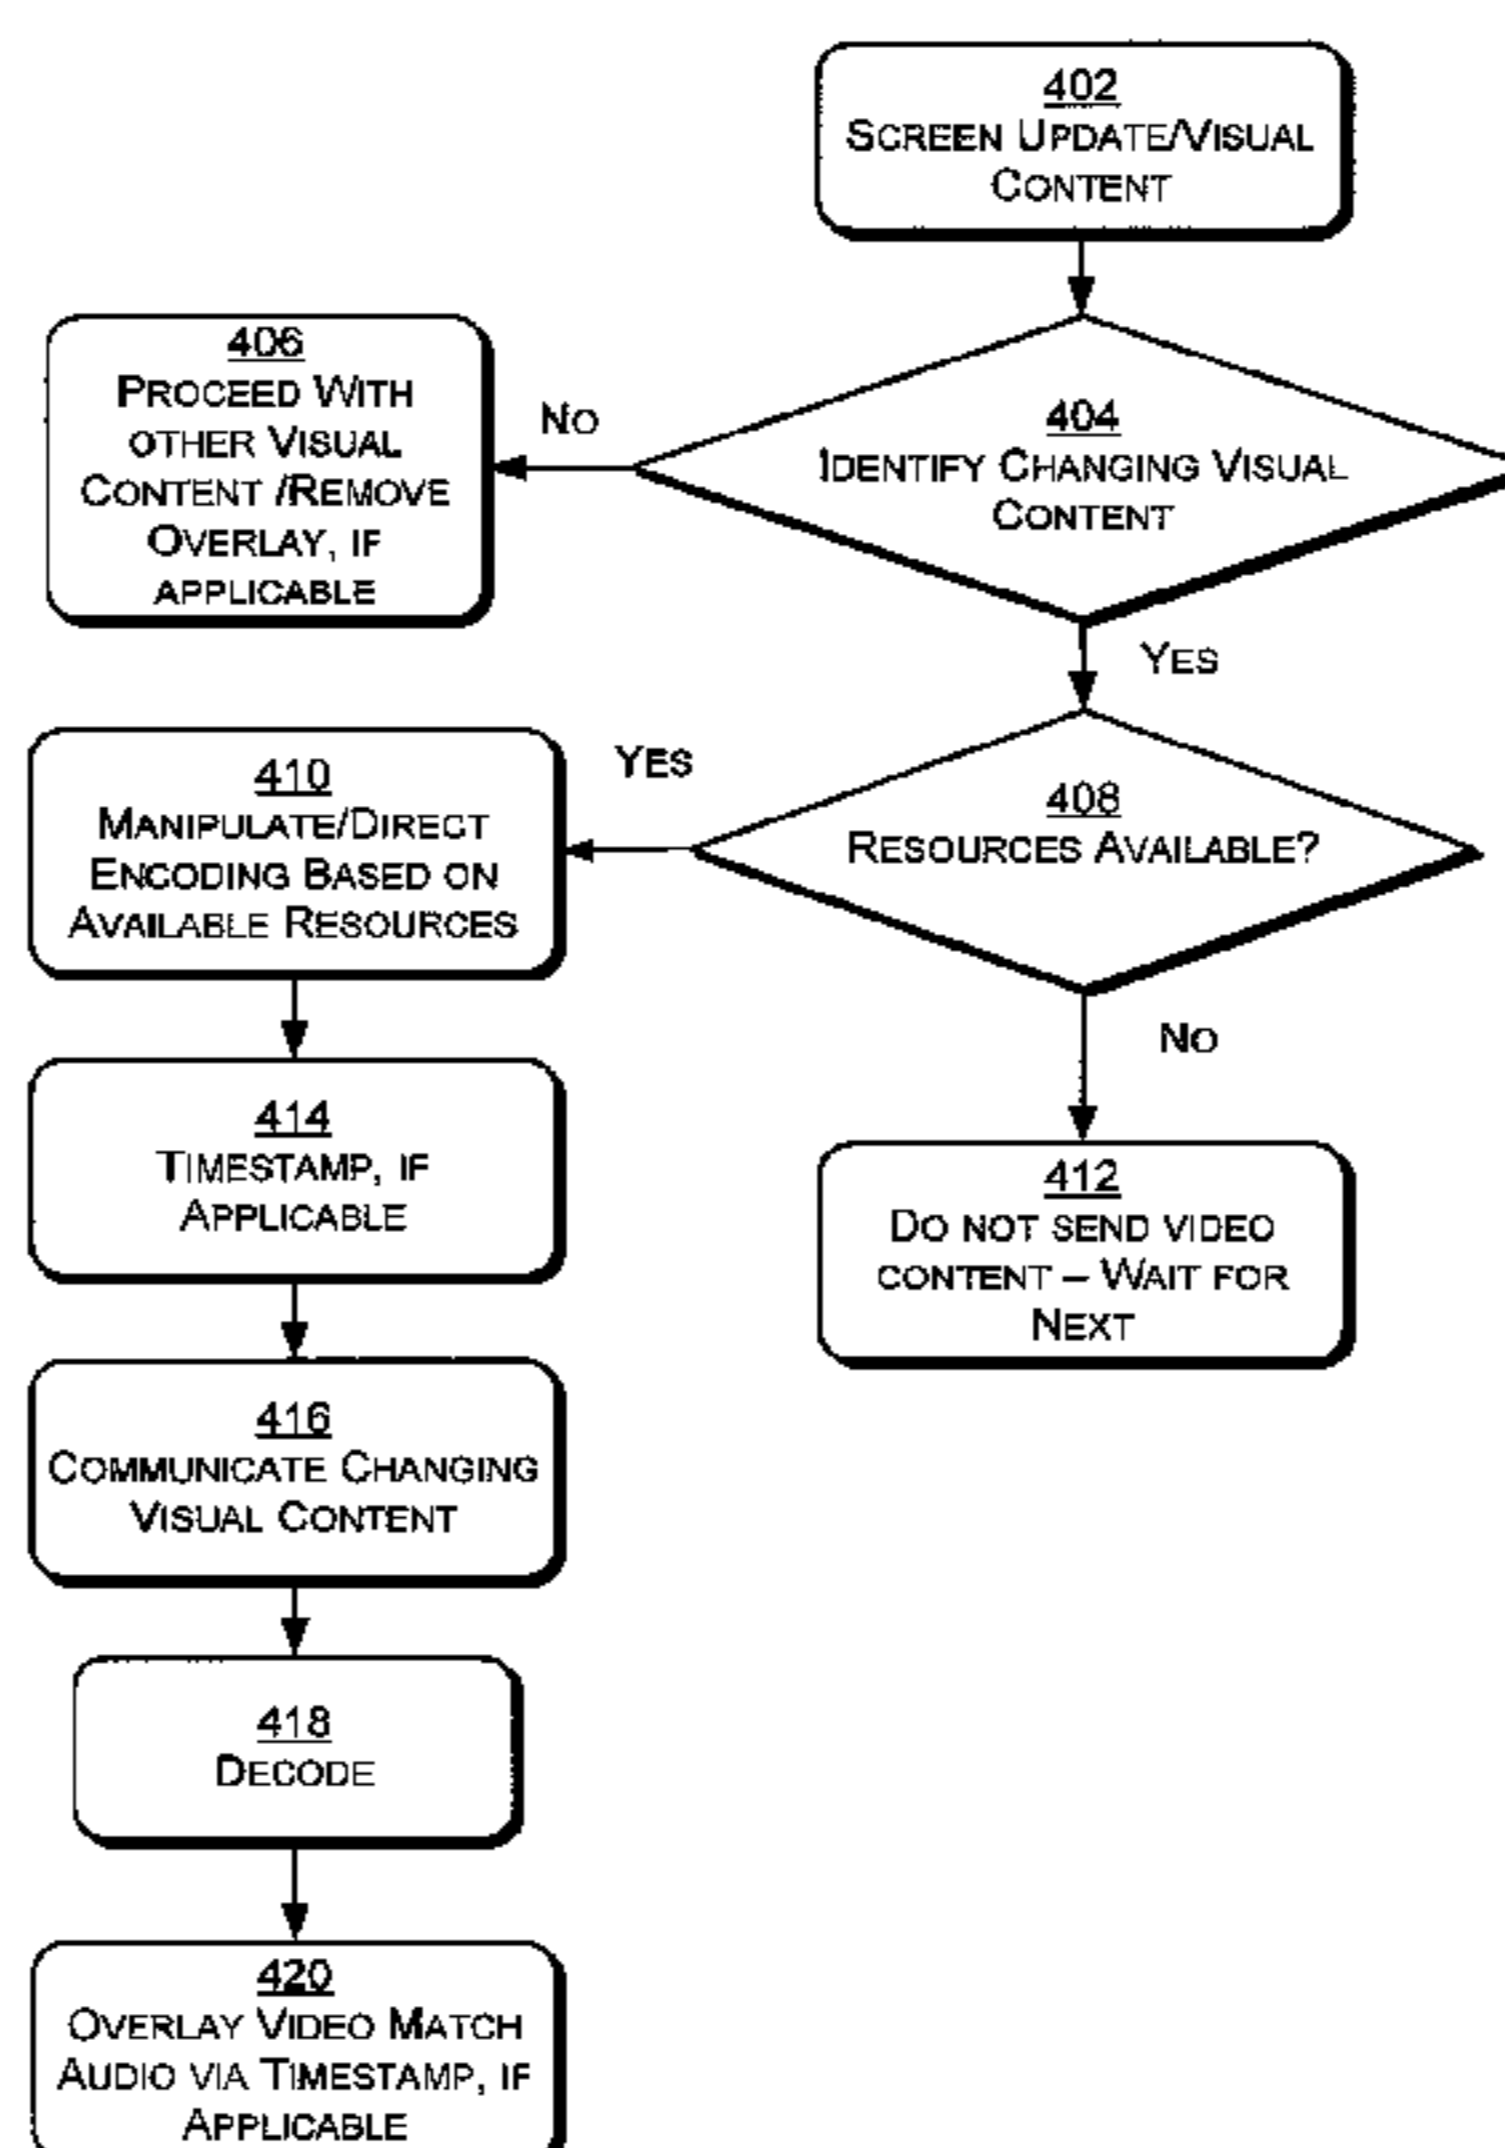 402
SCREEN UPDATE/VISUAL
CONTENT
404
IDENTIFY CHANGING VISUAL
CONTENT
NO
406
PROCEED WITH
OTHER VISUAL
CONTENT /REMOVE
OVERLAY, IF
APPLICABLE
YES
408
RESOURCES AVAILABLE?
YES
410
MANIPULATE/DIRECT
ENCODING BASED ON
AVAILABLE RESOURCES
NO
412
DO NOT SEND VIDEO
CONTENT – WAIT FOR
NEXT
414
TIMESTAMP, IF
APPLICABLE
416
COMMUNICATE CHANGING
VISUAL CONTENT
418
DECODE
420
OVERLAY VIDEO MATCH
AUDIO VIA TIMESTAMP, IF
APPLICABLE